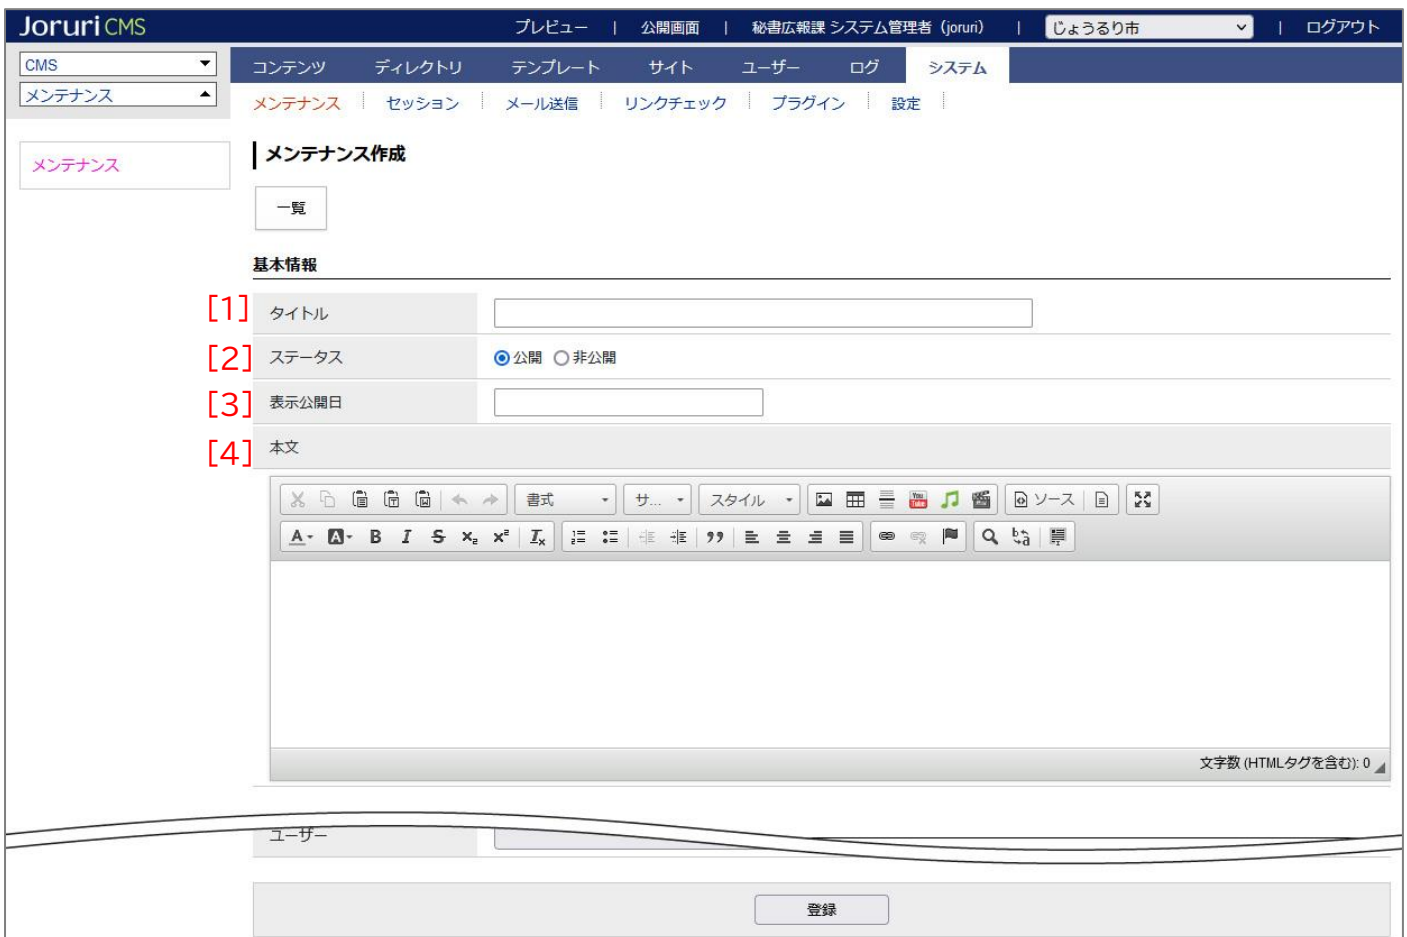 Joruri CMS プレビュー | 公開画面 | 秘書広報課 システム管理者 (joruri) | じょうるり市 | ログアウト
CMS コンテンツ ディレクトリ テンプレート サイト ユーザー ログ システム
メンテナンス メンテナンス セッション メール送信 リンクチェック プラグイン 設定
メンテナンス
メンテナンス作成
一覧
基本情報
[1] タイトル
[2] ステータス 公開 非公開
[3] 表示公開日
[4] 本文
書式 サ... スタイル You Tube ソース
A A B I S x₂ x² Ix
文字数 (HTMLタグを含む): 0
ユーザー
登録